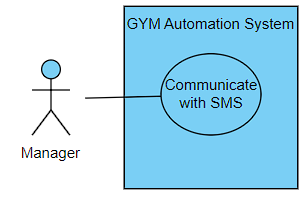 GYM Automation System
Communicate
with SMS
Manager